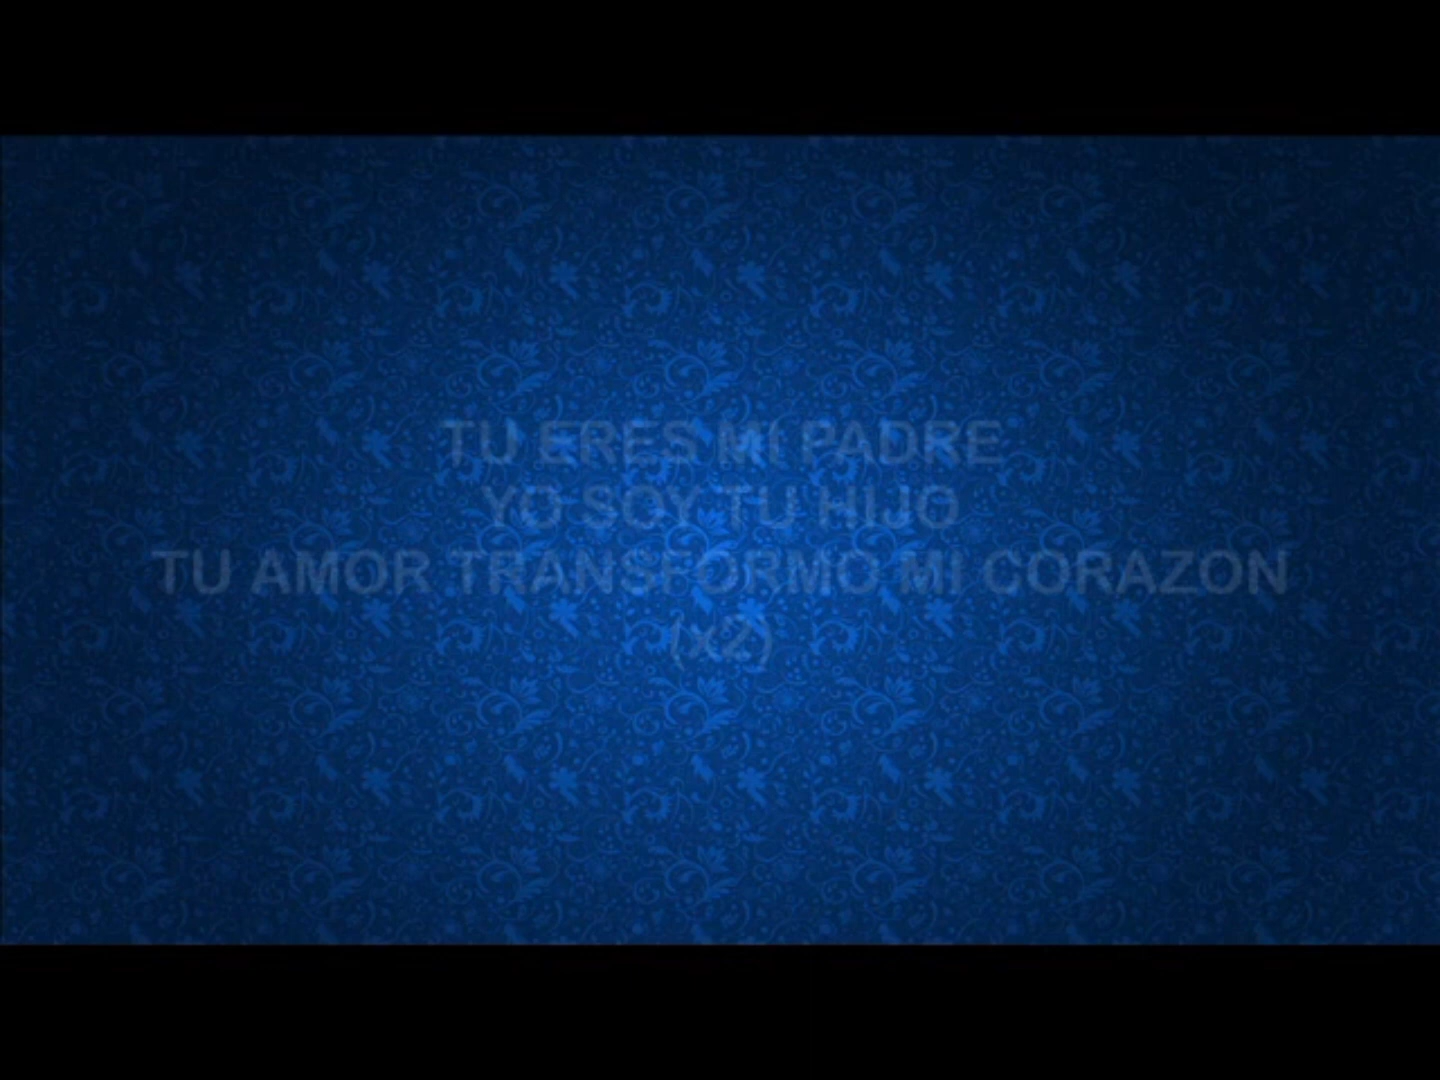 TU ERES MI PADRE
YO SOY TU HIJO
TU AMOR TRANSFORMO MI CORAZON
(x2)